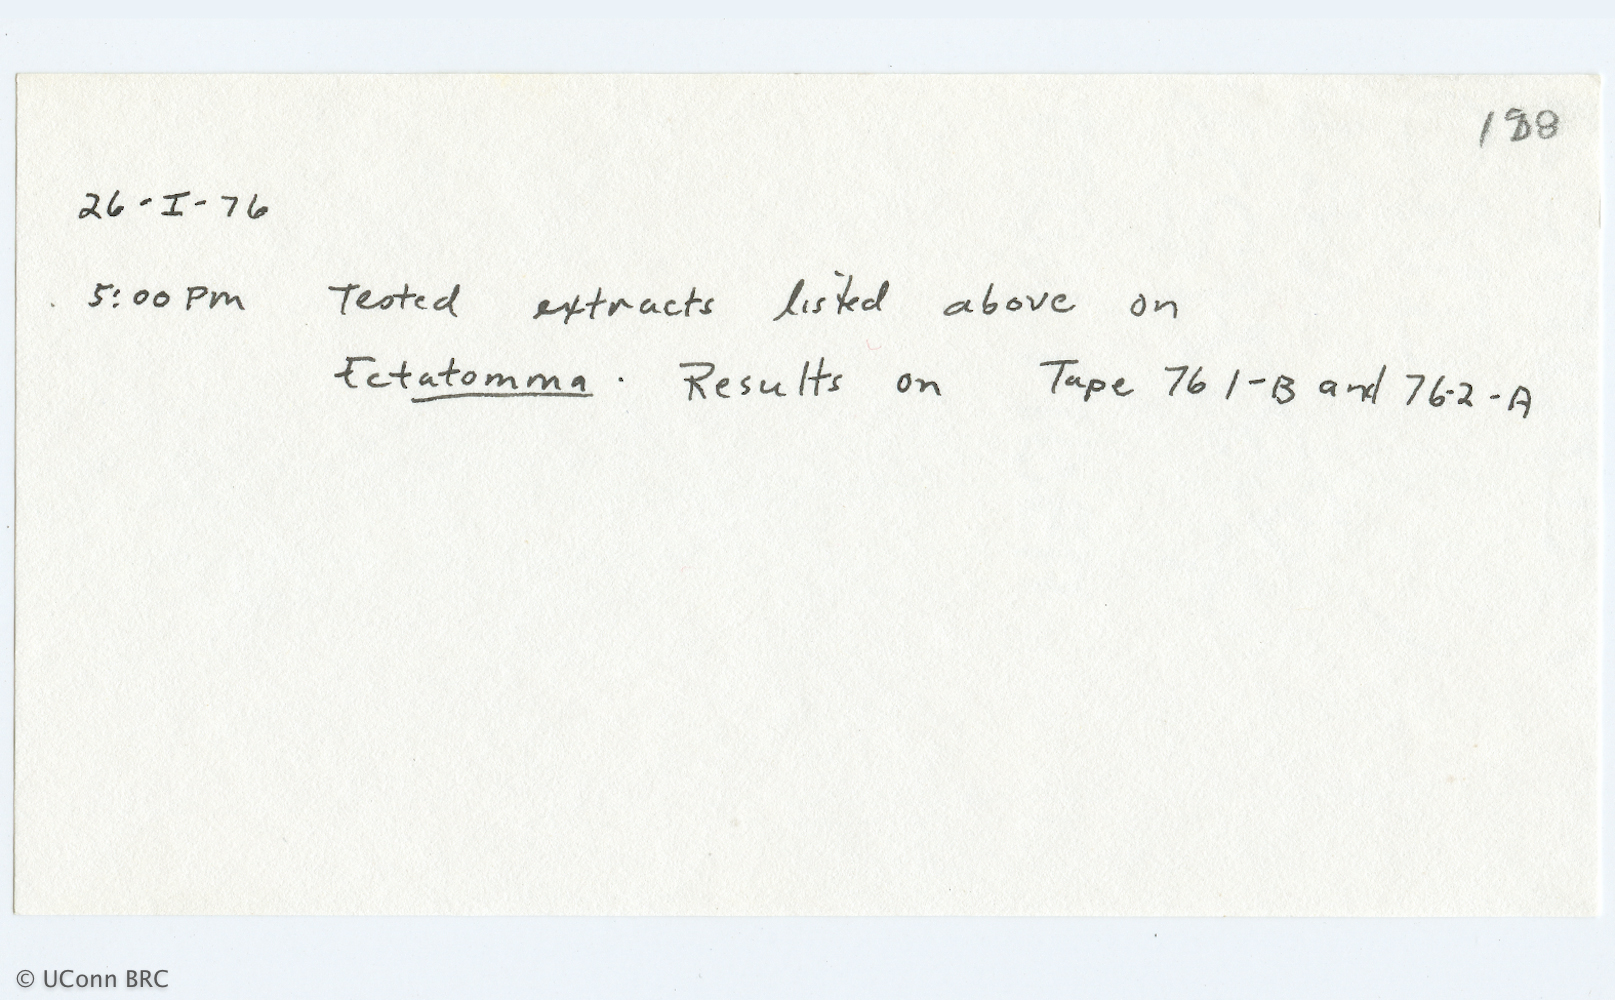 188
26-I-76
5:00 Pm Tested extracts listed above on
Ectatomma. Results on Tape 76 1-B and 76-2-A
© UConn BRC